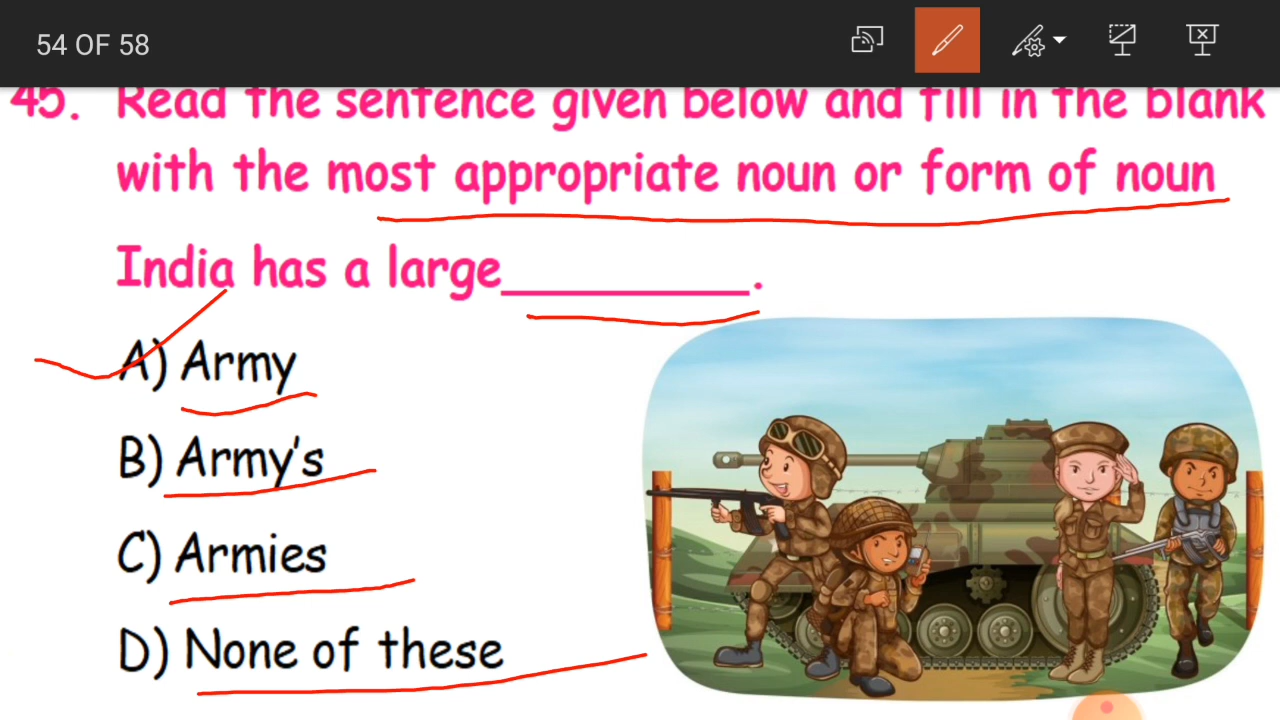 54 OF 58
45. Read the sentence given below and fill in the blank
with the most appropriate noun or form of noun
India has a large__________.
A) Army
B) Army's
C) Armies
D) None of these